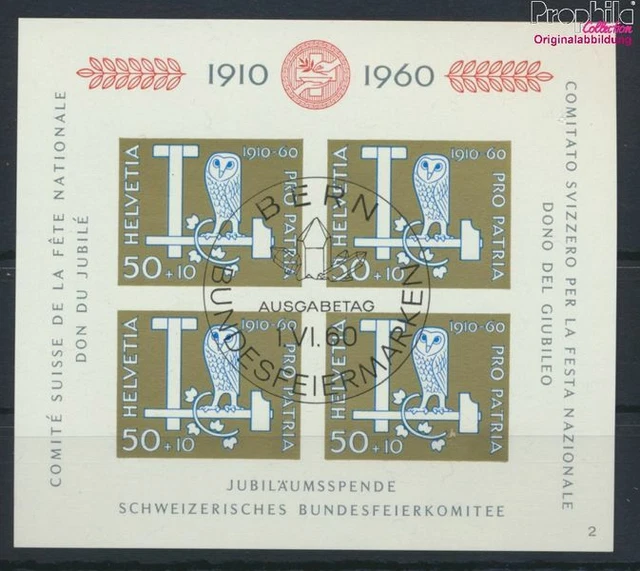 Prophila
Collection
Originalabbildung
1910 1960
COMITÉ SUISSE DE LA FÊTE NATIONALE
DON DU JUBILÉ
HELVETIA
1910-60
PRO PATRIA
50+10
HELVETIA
1910-60
PRO PATRIA
50+10
HELVETIA
1910-60
PRO PATRIA
50+10
HELVETIA
1910-60
PRO PATRIA
50+10
BERN
AUSGABETAG
1.VI.60
BUNDESFEIERMARKEN
COMITATO SVIZZERO PER LA FESTA NAZIONALE
DONO DEL GIUBILEO
JUBILÄUMSSPENDE
SCHWEIZERISCHES BUNDESFEIERKOMITEE
2